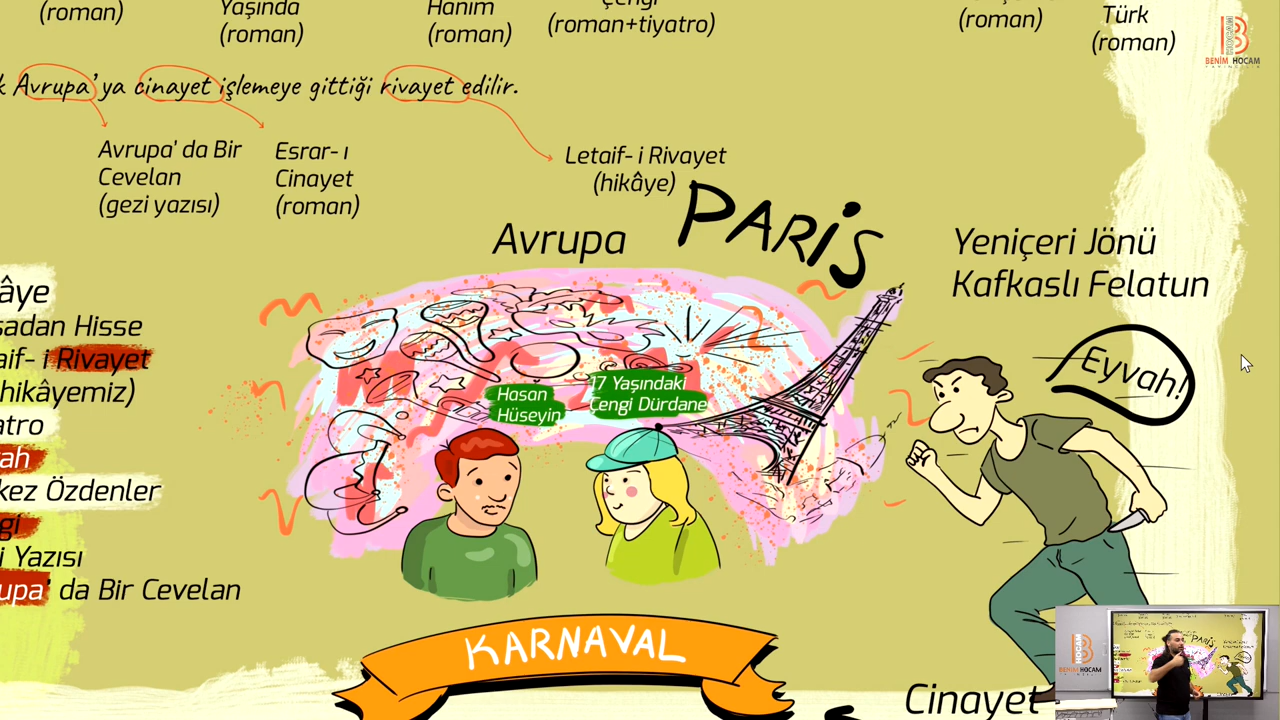 (roman)
Yaşında
(roman)
Hanım
(roman)
Çengi
(roman+tiyatro)
(roman)
Türk
(roman)
BENİM HOCAM
k Avrupa'ya cinayet işlemeye gittiği rivayet edilir.
Avrupa' da Bir
Cevelan
(gezi yazısı)
Esrar- ı
Cinayet
(roman)
Letaif- i Rivayet
(hikâye)
PARİS
Avrupa
Yeniçeri Jönü
Kafkaslı Felatun
âye
sadan Hisse
aif- i Rivayet
hikâyemiz)
atro
ah
kez Özdenler
gi
i Yazısı
upa' da Bir Cevelan
Hasan
Hüseyin
17 Yaşındaki
Çengi Dürdane
Eyvah!
KARNAVAL
Cinayet
BENİM HOCAM
PARİS